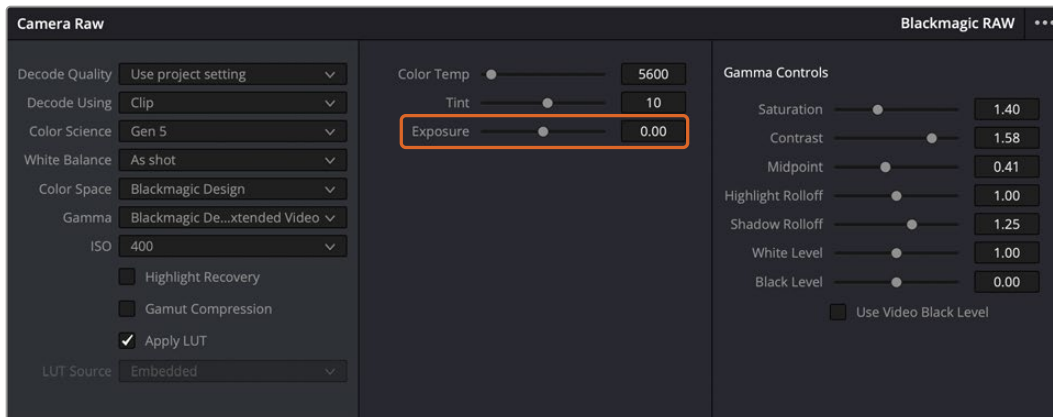 Camera Raw
Blackmagic RAW
Decode Quality Use project setting
Decode Using Clip
Color Science Gen 5
White Balance As shot
Color Space Blackmagic Design
Gamma Blackmagic De...xtended Video
ISO 400
Highlight Recovery
Gamut Compression
Apply LUT
LUT Source Embedded
Color Temp 5600
Tint 10
Exposure 0.00
Gamma Controls
Saturation 1.40
Contrast 1.58
Midpoint 0.41
Highlight Rolloff 1.00
Shadow Rolloff 1.25
White Level 1.00
Black Level 0.00
Use Video Black Level